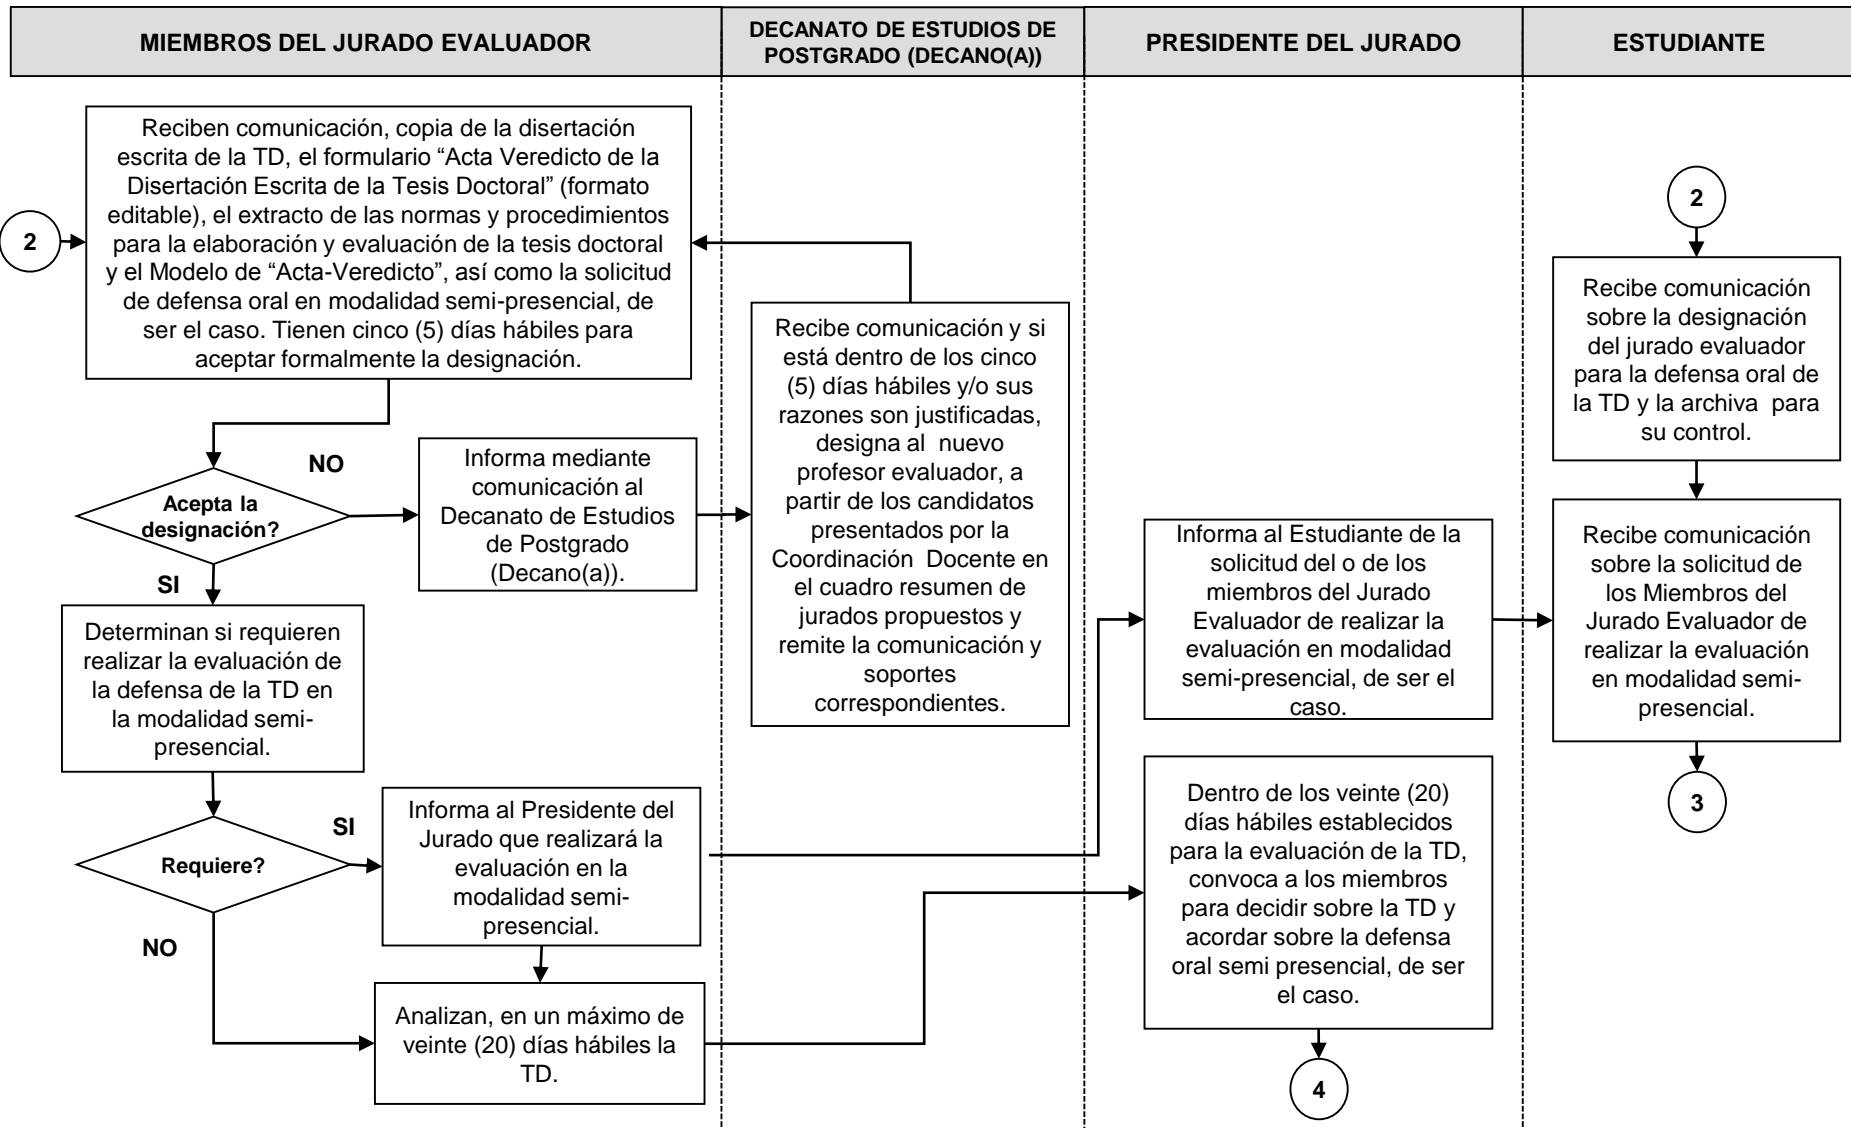 MIEMBROS DEL JURADO EVALUADOR
DECANATO DE ESTUDIOS DE
POSTGRADO (DECANO(A))
PRESIDENTE DEL JURADO
ESTUDIANTE
2
Reciben comunicación, copia de la disertación
escrita de la TD, el formulario “Acta Veredicto de la
Disertación Escrita de la Tesis Doctoral” (formato
editable), el extracto de las normas y procedimientos
para la elaboración y evaluación de la tesis doctoral
y el Modelo de “Acta-Veredicto”, así como la solicitud
de defensa oral en modalidad semi-presencial, de
ser el caso. Tienen cinco (5) días hábiles para
aceptar formalmente la designación.
Acepta la
designación?
NO
SI
Informa mediante
comunicación al
Decanato de Estudios
de Postgrado
(Decano(a)).
Recibe comunicación y si
está dentro de los cinco
(5) días hábiles y/o sus
razones son justificadas,
designa al nuevo
profesor evaluador, a
partir de los candidatos
presentados por la
Coordinación Docente en
el cuadro resumen de
jurados propuestos y
remite la comunicación y
soportes
correspondientes.
Determinan si requieren
realizar la evaluación de
la defensa de la TD en
la modalidad semi-
presencial.
Requiere?
SI
NO
Informa al Presidente del
Jurado que realizará la
evaluación en la
modalidad semi-
presencial.
Analizan, en un máximo de
veinte (20) días hábiles la
TD.
Informa al Estudiante de la
solicitud del o de los
miembros del Jurado
Evaluador de realizar la
evaluación en modalidad
semi-presencial, de ser el
caso.
Dentro de los veinte (20)
días hábiles establecidos
para la evaluación de la TD,
convoca a los miembros
para decidir sobre la TD y
acordar sobre la defensa
oral semi presencial, de ser
el caso.
4
2
Recibe comunicación
sobre la designación
del jurado evaluador
para la defensa oral de
la TD y la archiva para
su control.
Recibe comunicación
sobre la solicitud de
los Miembros del
Jurado Evaluador de
realizar la evaluación
en modalidad semi-
presencial.
3